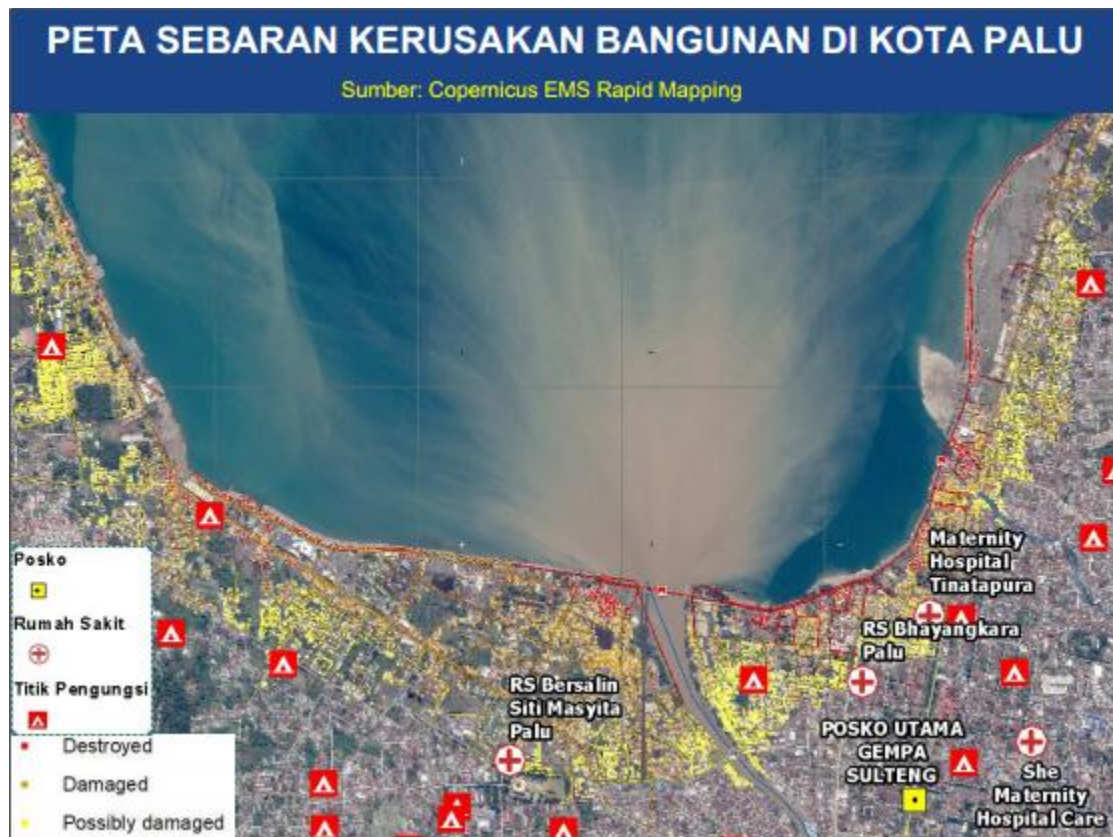 PETA SEBARAN KERUSAKAN BANGUNAN DI KOTA PALU
Sumber: Copernicus EMS Rapid Mapping
Maternity
Hospital
Tinatapura
RS Bhayangkara
Palu
RS Bersalin
Siti Masyita
Palu
POSKO UTAMA
GEMPA
SULTENG
She
Maternity
Hospital Care
Posko
Rumah Sakit
Titik Pengungsi
Destroyed
Damaged
Possibly damaged